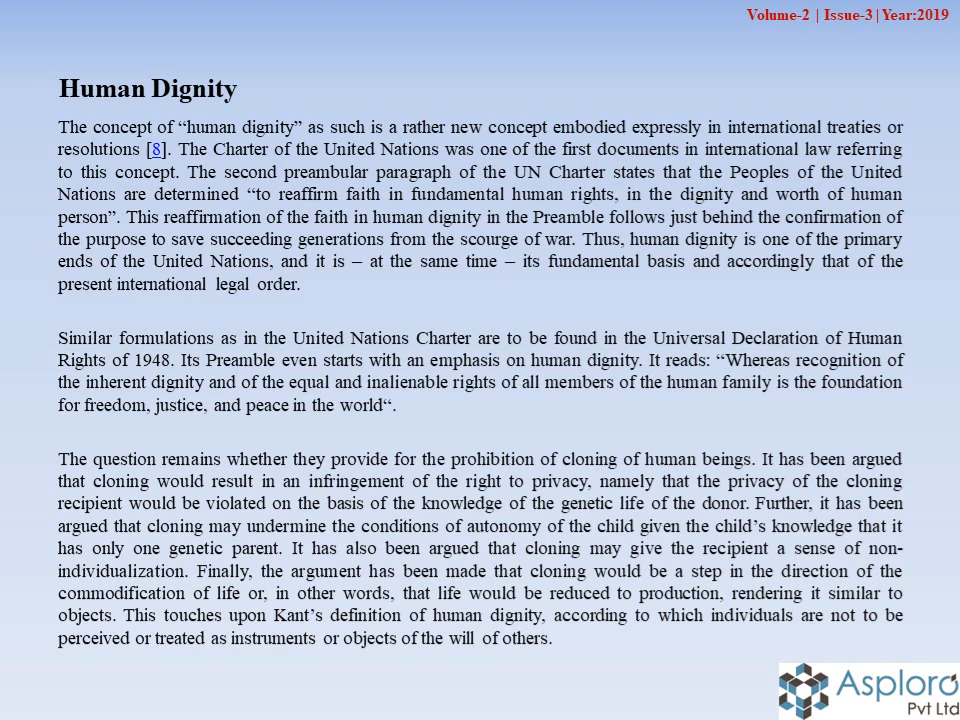 Volume-2 | Issue-3|Year:2019
Human Dignity
The concept of “human dignity” as such is a rather new concept embodied expressly in international treaties or
resolutions [8]. The Charter of the United Nations was one of the first documents in international law referring
to this concept. The second preambular paragraph of the UN Charter states that the Peoples of the United
Nations are determined “to reaffirm faith in fundamental human rights, in the dignity and worth of human
person”. This reaffirmation of the faith in human dignity in the Preamble follows just behind the confirmation of
the purpose to save succeeding generations from the scourge of war. Thus, human dignity is one of the primary
ends of the United Nations, and it is – at the same time – its fundamental basis and accordingly that of the
present international legal order.
Similar formulations as in the United Nations Charter are to be found in the Universal Declaration of Human
Rights of 1948. Its Preamble even starts with an emphasis on human dignity. It reads: “Whereas recognition of
the inherent dignity and of the equal and inalienable rights of all members of the human family is the foundation
for freedom, justice, and peace in the world“.
The question remains whether they provide for the prohibition of cloning of human beings. It has been argued
that cloning would result in an infringement of the right to privacy, namely that the privacy of the cloning
recipient would be violated on the basis of the knowledge of the genetic life of the donor. Further, it has been
argued that cloning may undermine the conditions of autonomy of the child given the child’s knowledge that it
has only one genetic parent. It has also been argued that cloning may give the recipient a sense of non-
individualization. Finally, the argument has been made that cloning would be a step in the direction of the
commodification of life or, in other words, that life would be reduced to production, rendering it similar to
objects. This touches upon Kant’s definition of human dignity, according to which individuals are not to be
perceived or treated as instruments or objects of the will of others.
Asploro
Pvt Ltd